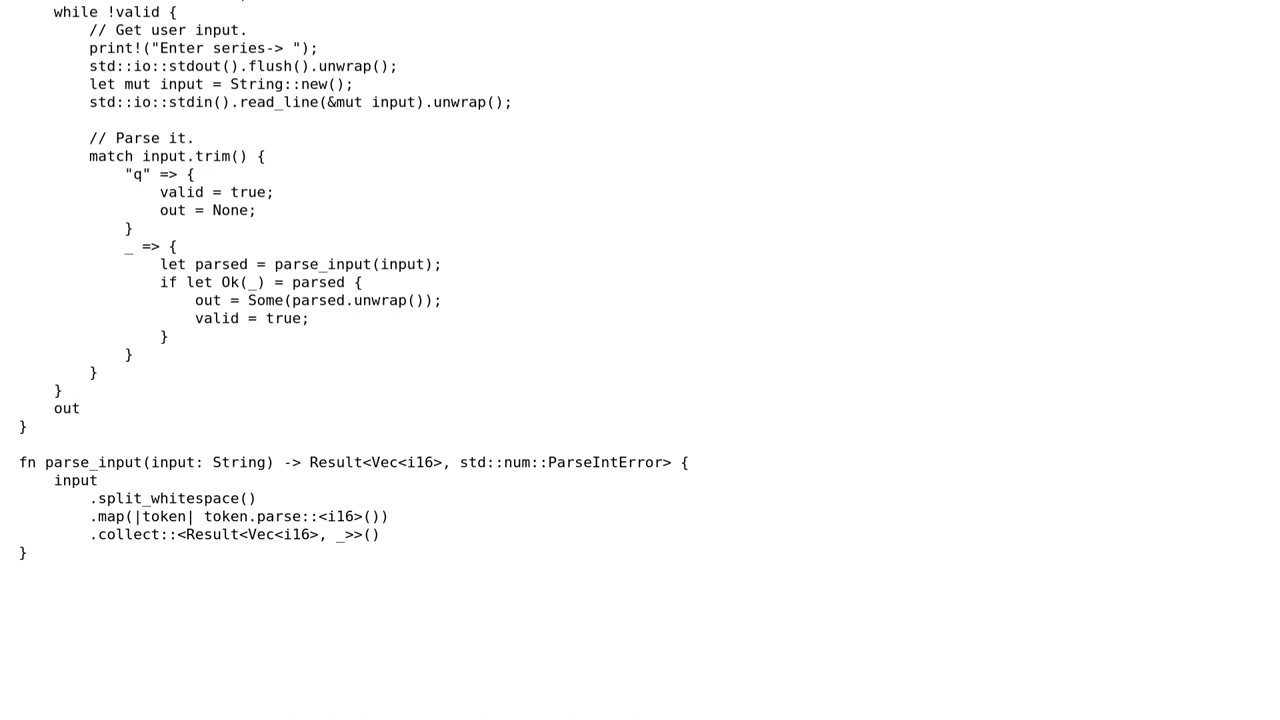 while !valid {
        // Get user input.
        print!("Enter series-> ");
        std::io::stdout().flush().unwrap();
        let mut input = String::new();
        std::io::stdin().read_line(&mut input).unwrap();

        // Parse it.
        match input.trim() {
            "q" => {
                valid = true;
                out = None;
            }
            _ => {
                let parsed = parse_input(input);
                if let Ok(_) = parsed {
                    out = Some(parsed.unwrap());
                    valid = true;
                }
            }
        }
    }
    out
}

fn parse_input(input: String) -> Result<Vec<i16>, std::num::ParseIntError> {
    input
        .split_whitespace()
        .map(|token| token.parse::<i16>())
        .collect::<Result<Vec<i16>, _>>()
}